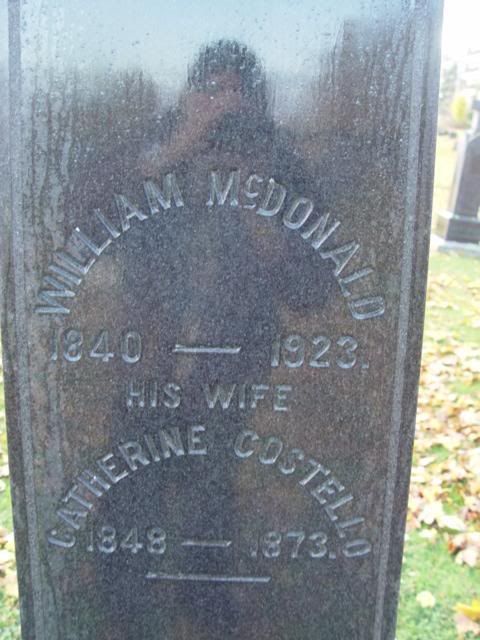 WILLIAM McDONALD
1840 — 1923.
HIS WIFE
CATHERINE COSTELLO
1848 — 1873.